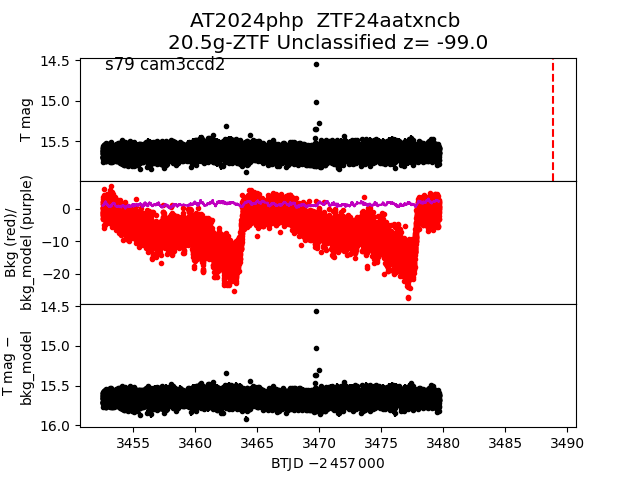 AT2024php  ZTF24aatxncb
20.5g-ZTF Unclassified z= -99.0
s79 cam3ccd2
14.5
15.0
15.5
T mag
0
−10
−20
Bkg (red)/
bkg_model (purple)
14.5
15.0
15.5
16.0
T mag −
bkg_model
3455 3460 3465 3470 3475 3480 3485 3490
BTJD −2 457 000